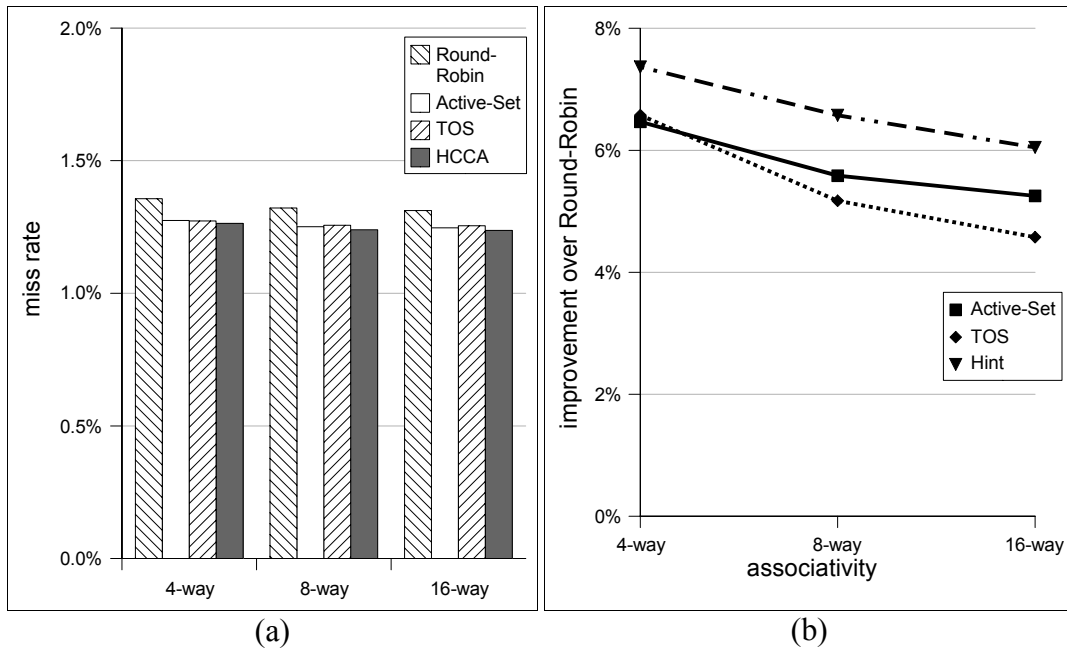 2.0%
1.5%
1.0%
0.5%
0.0%
miss rate
Round-
Robin
Active-Set
TOS
HCCA
4-way
8-way
16-way
(a)
8%
6%
4%
2%
0%
improvement over Round-Robin
Active-Set
TOS
Hint
4-way
8-way
16-way
associativity
(b)